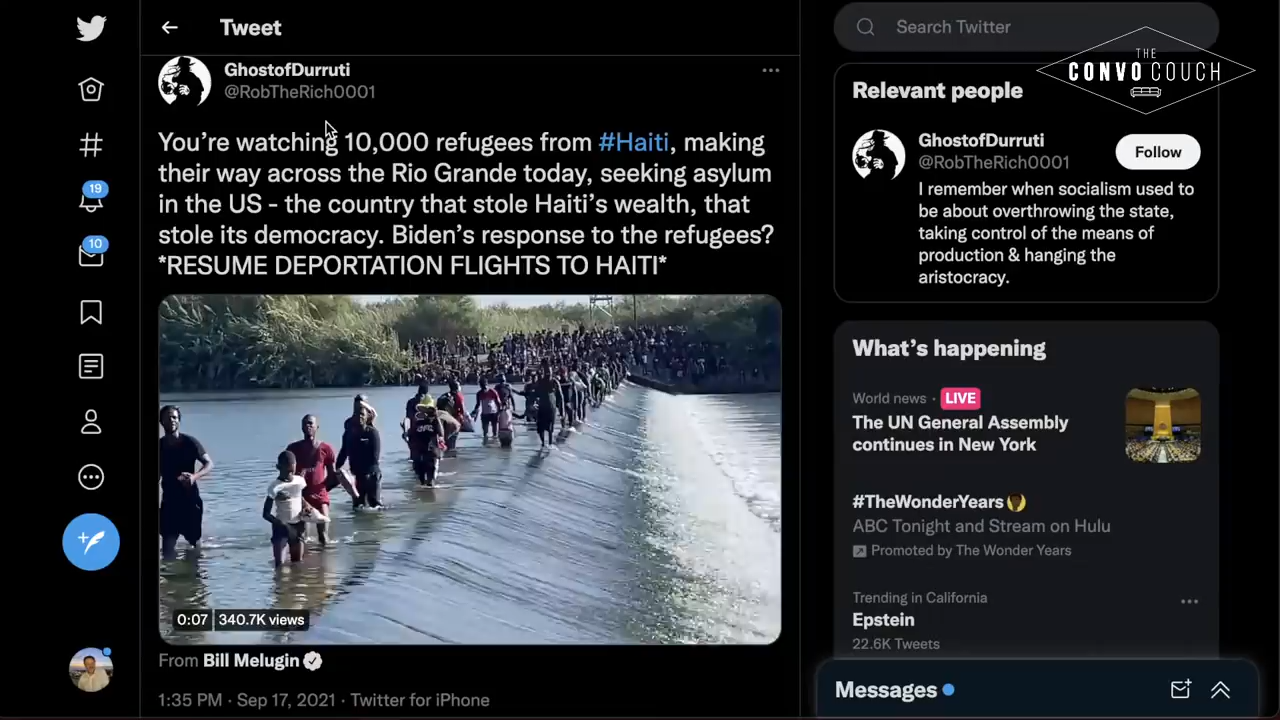 Tweet
Search Twitter
THE
CONVO COUCH
GhostofDurruti
@RobTheRich0001
You're watching 10,000 refugees from #Haiti, making
their way across the Rio Grande today, seeking asylum
in the US - the country that stole Haiti's wealth, that
stole its democracy. Biden's response to the refugees?
*RESUME DEPORTATION FLIGHTS TO HAITI*
0:07
340.7K views
From Bill Melugin
1:35 PM · Sep 17, 2021 · Twitter for iPhone
19
10
Relevant people
GhostofDurruti
@RobTheRich0001
Follow
I remember when socialism used to
be about overthrowing the state,
taking control of the means of
production & hanging the
aristocracy.
What's happening
World news · LIVE
The UN General Assembly
continues in New York
#TheWonderYears
ABC Tonight and Stream on Hulu
Promoted by The Wonder Years
Trending in California
Epstein
22.6K Tweets
Messages